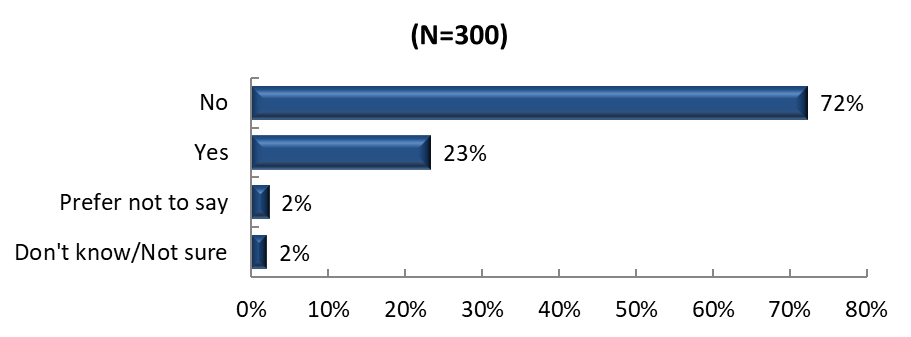 (N=300)
No 72%
Yes 23%
Prefer not to say 2%
Don't know/Not sure 2%
0% 10% 20% 30% 40% 50% 60% 70% 80%